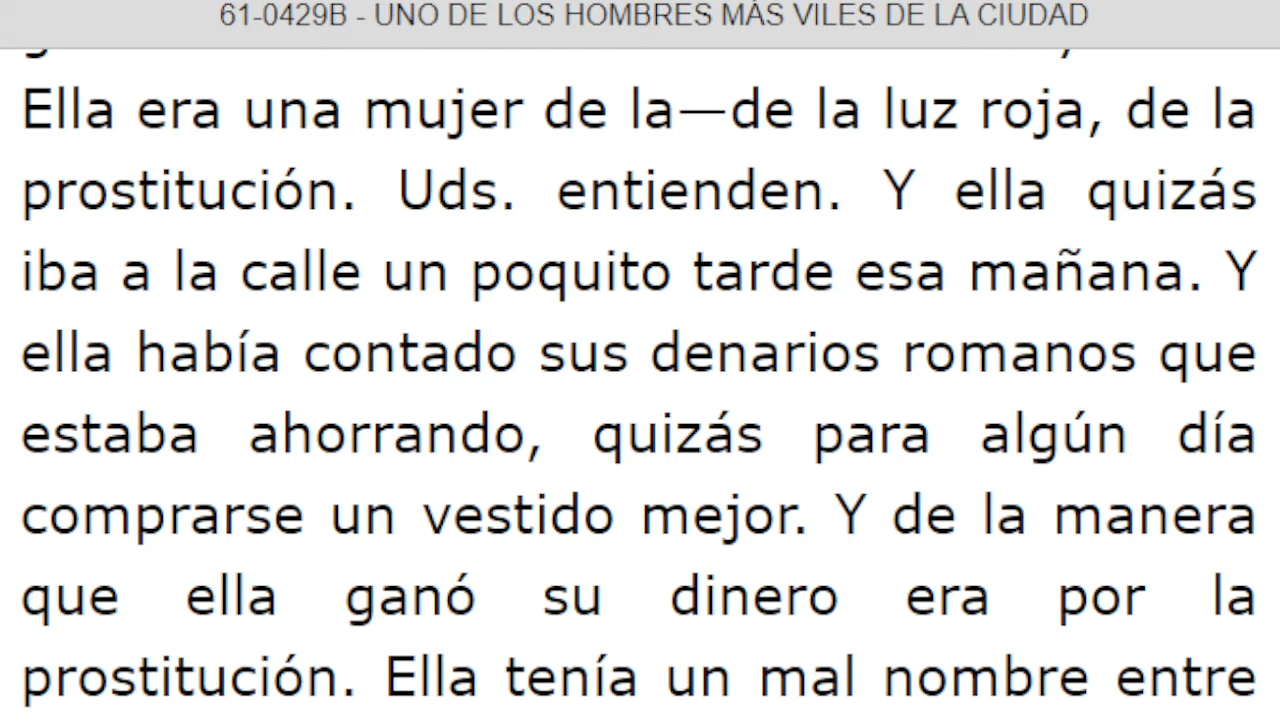 61-0429B - UNO DE LOS HOMBRES MÁS VILES DE LA CIUDAD
Ella era una mujer de la—de la luz roja, de la
prostitución. Uds. entienden. Y ella quizás
iba a la calle un poquito tarde esa mañana. Y
ella había contado sus denarios romanos que
estaba ahorrando, quizás para algún día
comprarse un vestido mejor. Y de la manera
que ella ganó su dinero era por la
prostitución. Ella tenía un mal nombre entre